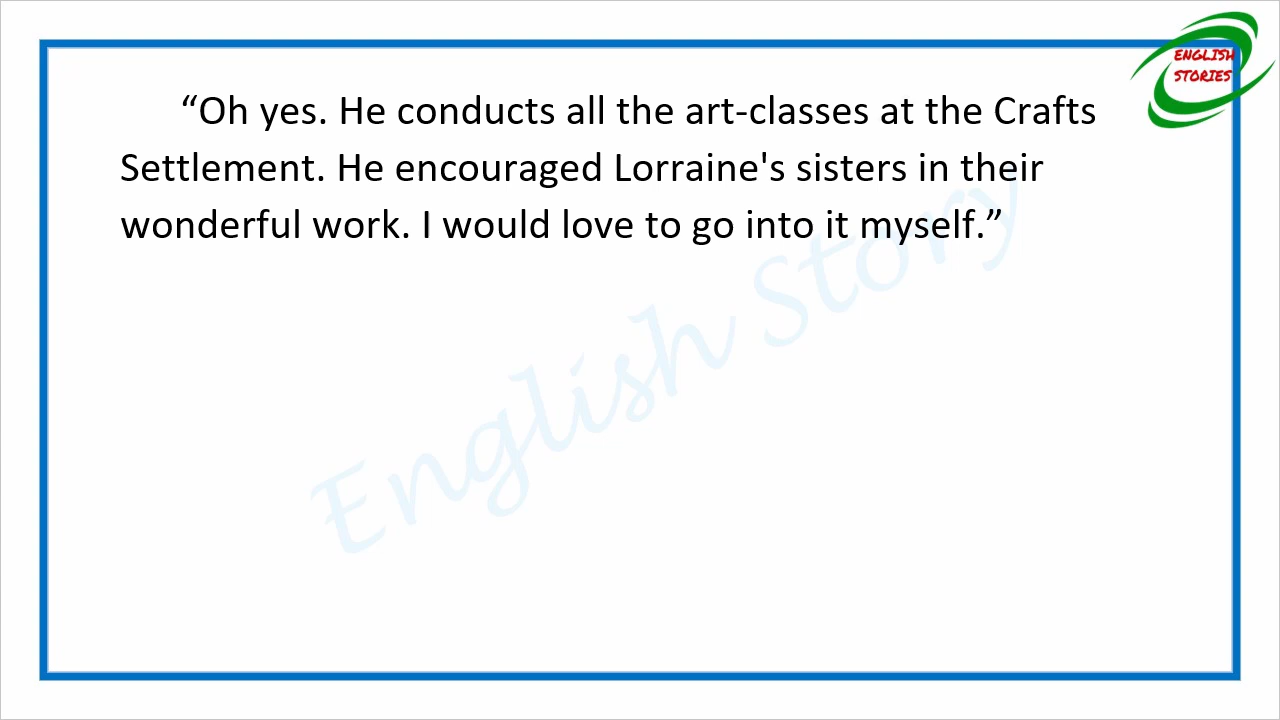 ENGLISH
STORIES
“Oh yes. He conducts all the art-classes at the Crafts
Settlement. He encouraged Lorraine's sisters in their
wonderful work. I would love to go into it myself.”
English Story